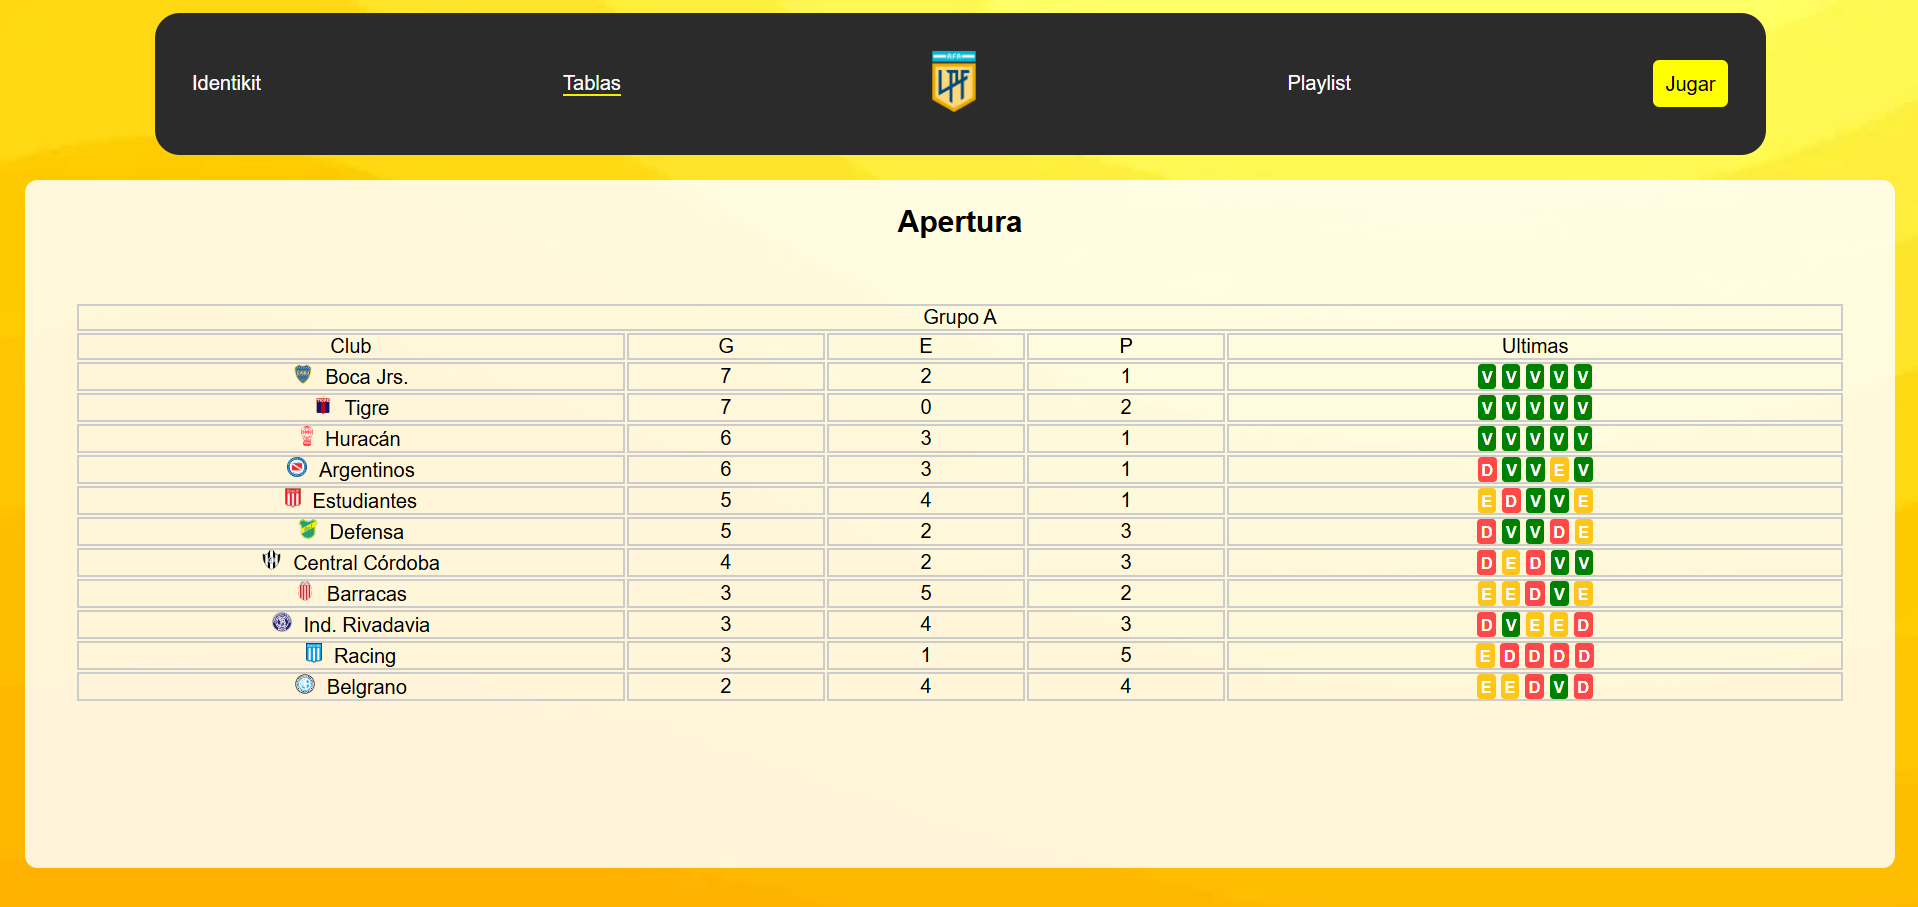 Identikit Tablas AFA LPF Playlist Jugar
Apertura
Grupo A
Club G E P Ultimas
Boca Jrs. 7 2 1 V V V V V
Tigre 7 0 2 V V V V V
Huracán 6 3 1 V V V V V
Argentinos 6 3 1 D V V E V
Estudiantes 5 4 1 E D V V E
Defensa 5 2 3 D V V D E
Central Córdoba 4 2 3 D E D V V
Barracas 3 5 2 E E D V E
Ind. Rivadavia 3 4 3 D V E E D
Racing 3 1 5 E D D D D
Belgrano 2 4 4 E E D V D